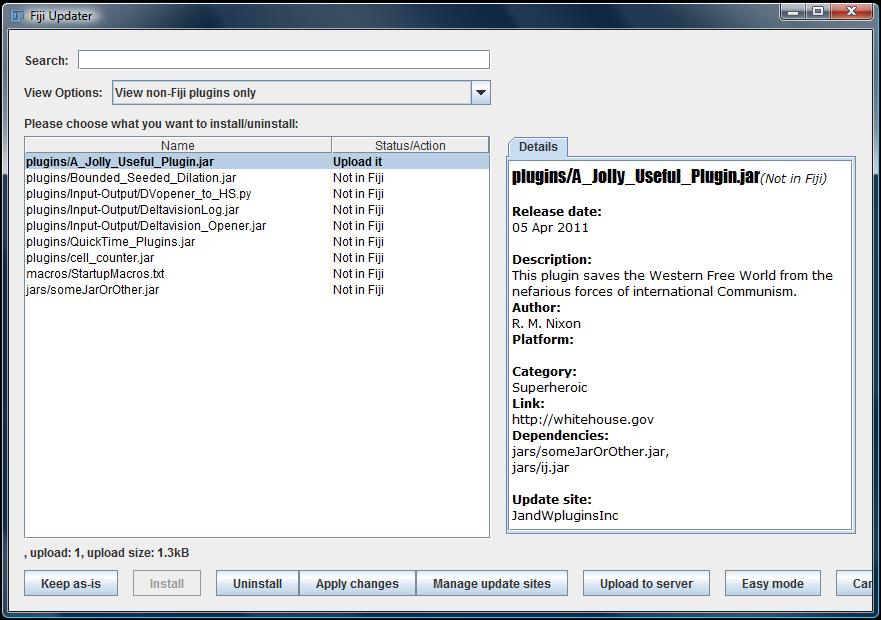 Fiji Updater
Search:
View Options: View non-Fiji plugins only
Please choose what you want to install/uninstall:
Name Status/Action
plugins/A_Jolly_Useful_Plugin.jar Upload it
plugins/Bounded_Seeded_Dilation.jar Not in Fiji
plugins/Input-Output/DVopener_to_HS.py Not in Fiji
plugins/Input-Output/DeltavisionLog.jar Not in Fiji
plugins/Input-Output/Deltavision_Opener.jar Not in Fiji
plugins/QuickTime_Plugins.jar Not in Fiji
plugins/cell_counter.jar Not in Fiji
macros/StartupMacros.txt Not in Fiji
jars/someJarOrOther.jar Not in Fiji
Details
plugins/A_Jolly_Useful_Plugin.jar(Not in Fiji)
Release date:
05 Apr 2011
Description:
This plugin saves the Western Free World from the
nefarious forces of international Communism.
Author:
R. M. Nixon
Platform:
Category:
Superheroic
Link:
http://whitehouse.gov
Dependencies:
jars/someJarOrOther.jar,
jars/ij.jar
Update site:
JandWpluginsInc
, upload: 1, upload size: 1.3kB
Keep as-is Install Uninstall Apply changes Manage update sites Upload to server Easy mode Car